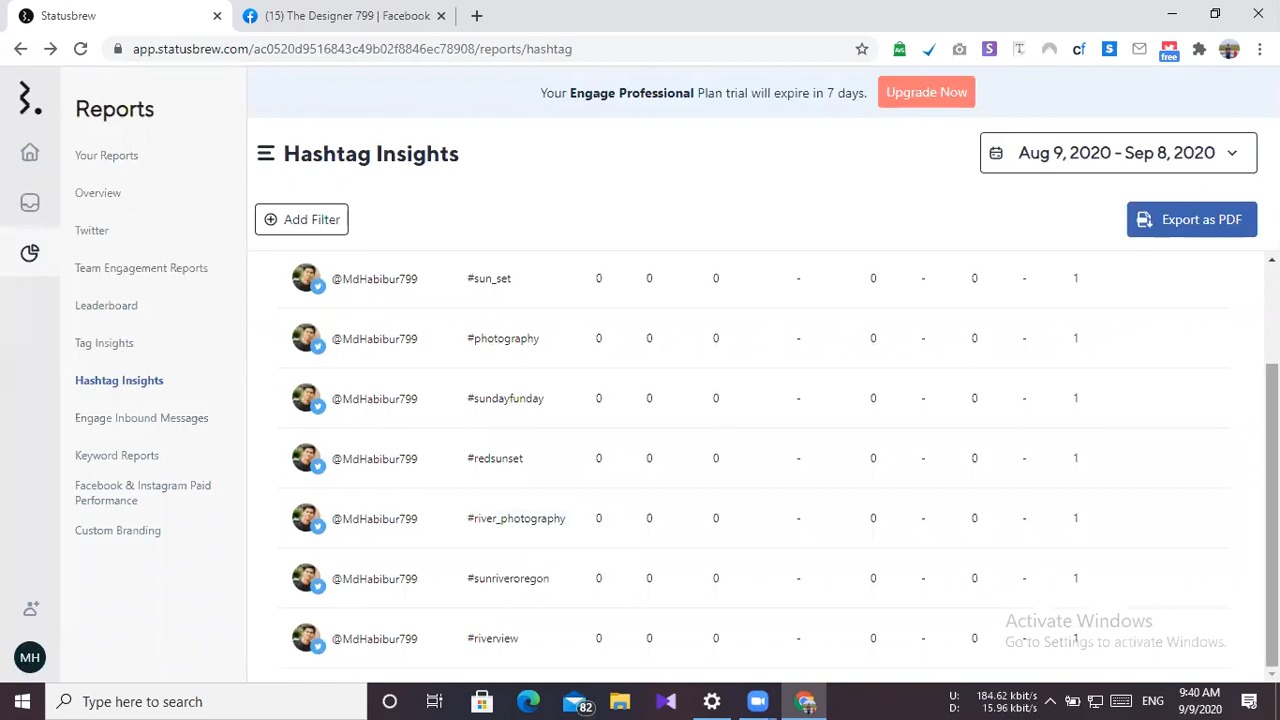 Statusbrew
(15) The Designer 799 | Facebook
app.statusbrew.com/ac0520d9516843c49b02f8846ec78908/reports/hashtag
free
Your Engage Professional Plan trial will expire in 7 days.
Upgrade Now
Reports
Your Reports
Overview
Twitter
Team Engagement Reports
Leaderboard
Tag Insights
Hashtag Insights
Engage Inbound Messages
Keyword Reports
Facebook & Instagram Paid
Performance
Custom Branding
MH
Hashtag Insights
Aug 9, 2020 - Sep 8, 2020
Add Filter
Export as PDF
@MdHabibur799 #sun_set 0 0 0 - 0 - 0 - 1
@MdHabibur799 #photography 0 0 0 - 0 - 0 - 1
@MdHabibur799 #sundayfunday 0 0 0 - 0 - 0 - 1
@MdHabibur799 #redsunset 0 0 0 - 0 - 0 - 1
@MdHabibur799 #river_photography 0 0 0 - 0 - 0 - 1
@MdHabibur799 #sunriveroregon 0 0 0 - 0 - 0 - 1
@MdHabibur799 #riverview 0 0 0 - 0 - 0 - 1
Activate Windows
Go to Settings to activate Windows.
Type here to search
82
U: 184.62 kbit/s
D: 15.96 kbit/s
ENG
9:40 AM
9/9/2020